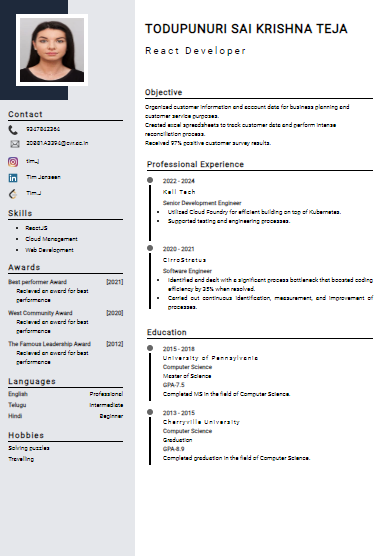 TODUPUNURI SAI KRISHNA TEJA
React Developer
Contact
9347842364
20881A3394@cvr.ac.in
tim_j
Tim Jensen
Tim.J
Skills
ReactJS
Cloud Management
Web Development
Awards
Best performer Award [2021]
Recieved an award for best
performance
West Community Award [2020]
Recieved an award for best
performance
The Famous Leadership Award [2012]
Recieved an award for best
performance
Languages
English Professional
Telugu Intermediate
Hindi Beginner
Hobbies
Solving puzzles
Travelling
Objective
Organized customer information and account data for business planning and
customer service purposes.
Created excel spreadsheets to track customer data and perform intense
reconciliation process.
Received 97% positive customer survey results.
Professional Experience
2022 - 2024
Kell Tech
Senior Development Engineer
Utilized Cloud Foundry for efficient building on top of Kubernetes.
Supported testing and engineering processes.
2020 - 2021
CirroStratus
Software Engineer
Identified and dealt with a significant process bottleneck that boosted coding
efficiency by 35% when resolved.
Carried out continuous identification, measurement, and improvement of
processes.
Education
2015 - 2018
University of Pennsylvania
Computer Science
Master of Science
GPA-7.5
Completed MS in the field of Computer Science.
2013 - 2015
Cherryville University
Computer Science
Graduation
GPA-8.9
Completed graduation in the field of Computer Science.